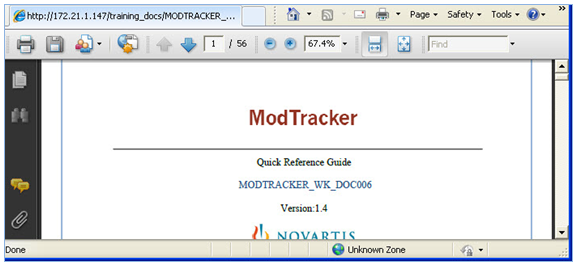 http://172.21.1.147/training_docs/MODTRACKER_... Page Safety Tools
1 / 56 67.4% Find
ModTracker
Quick Reference Guide
MODTRACKER_WK_DOC006
Version:1.4
NOVARTIS
Done Unknown Zone